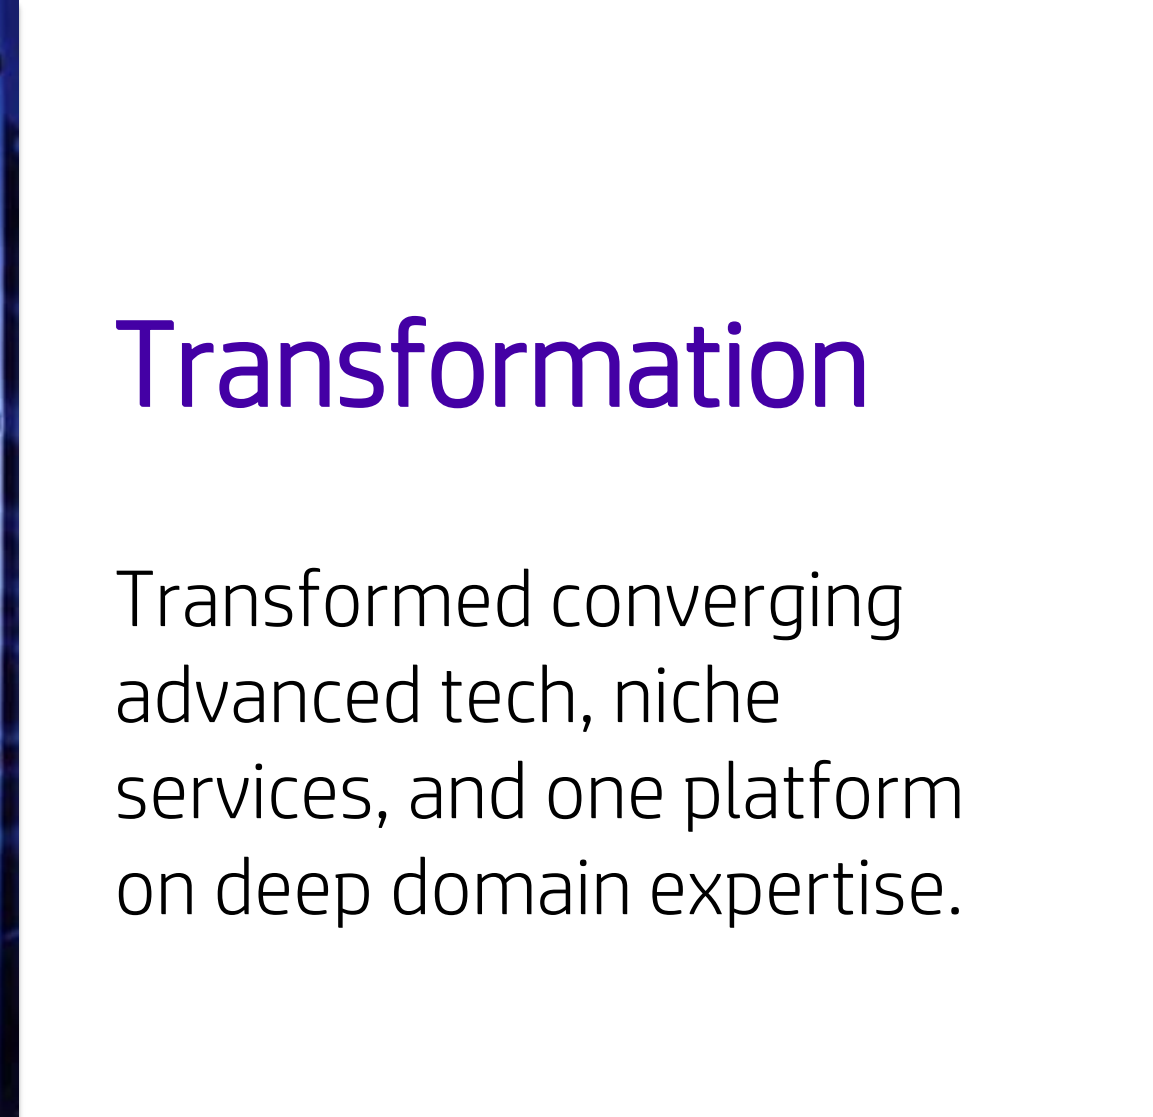 Transformation
Transformed converging
advanced tech, niche
services, and one platform
on deep domain expertise.